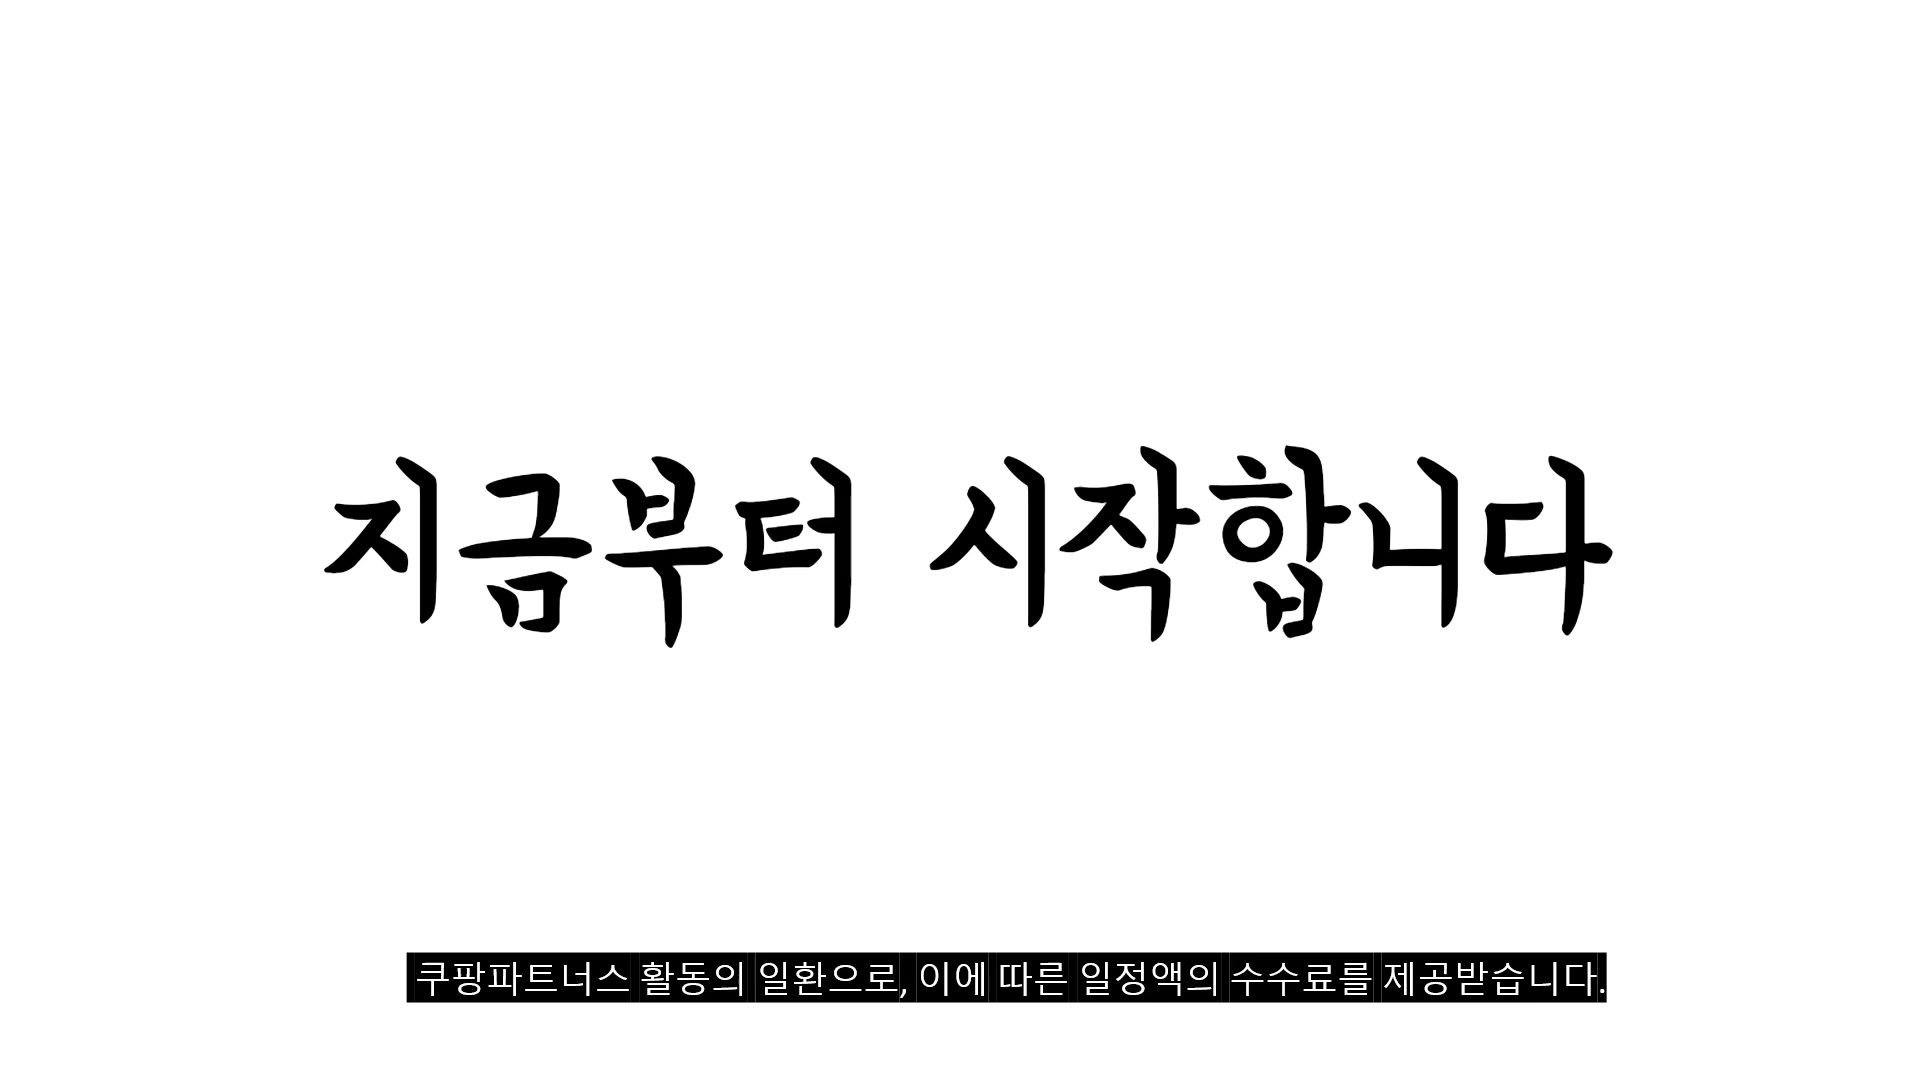 지금부터 시작합니다
쿠팡파트너스 활동의 일환으로, 이에 따른 일정액의 수수료를 제공받습니다.